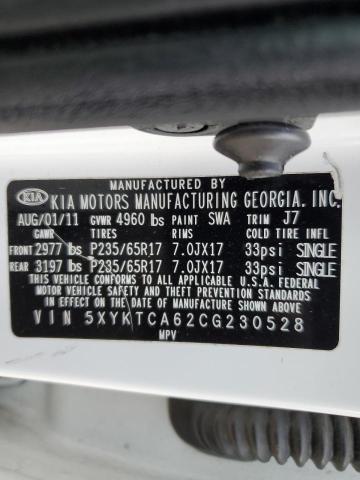 MANUFACTURED BY
KIA KIA MOTORS MANUFACTURING GEORGIA. INC.
AUG/01/11 GVWR 4960 lbs PAINT SWA TRIM J7
GAWR TIRES RIMS COLD TIRE INFL
FRONT 2977 lbs P235/65R17 7.0JX17 33psi SINGLE
REAR 3197 lbs P235/65R17 7.0JX17 33psi SINGLE
THIS VEHICLE CONFORMS TO ALL APPLICABLE U.S.A. FEDERAL
MOTOR VEHICLE SAFETY AND THEFT PREVENTION STANDARDS
IN EFFECT ON THE DATE OF MANUFACTURE SHOWN ABOVE.
VIN 5XYKTCA62CG230528
MPV